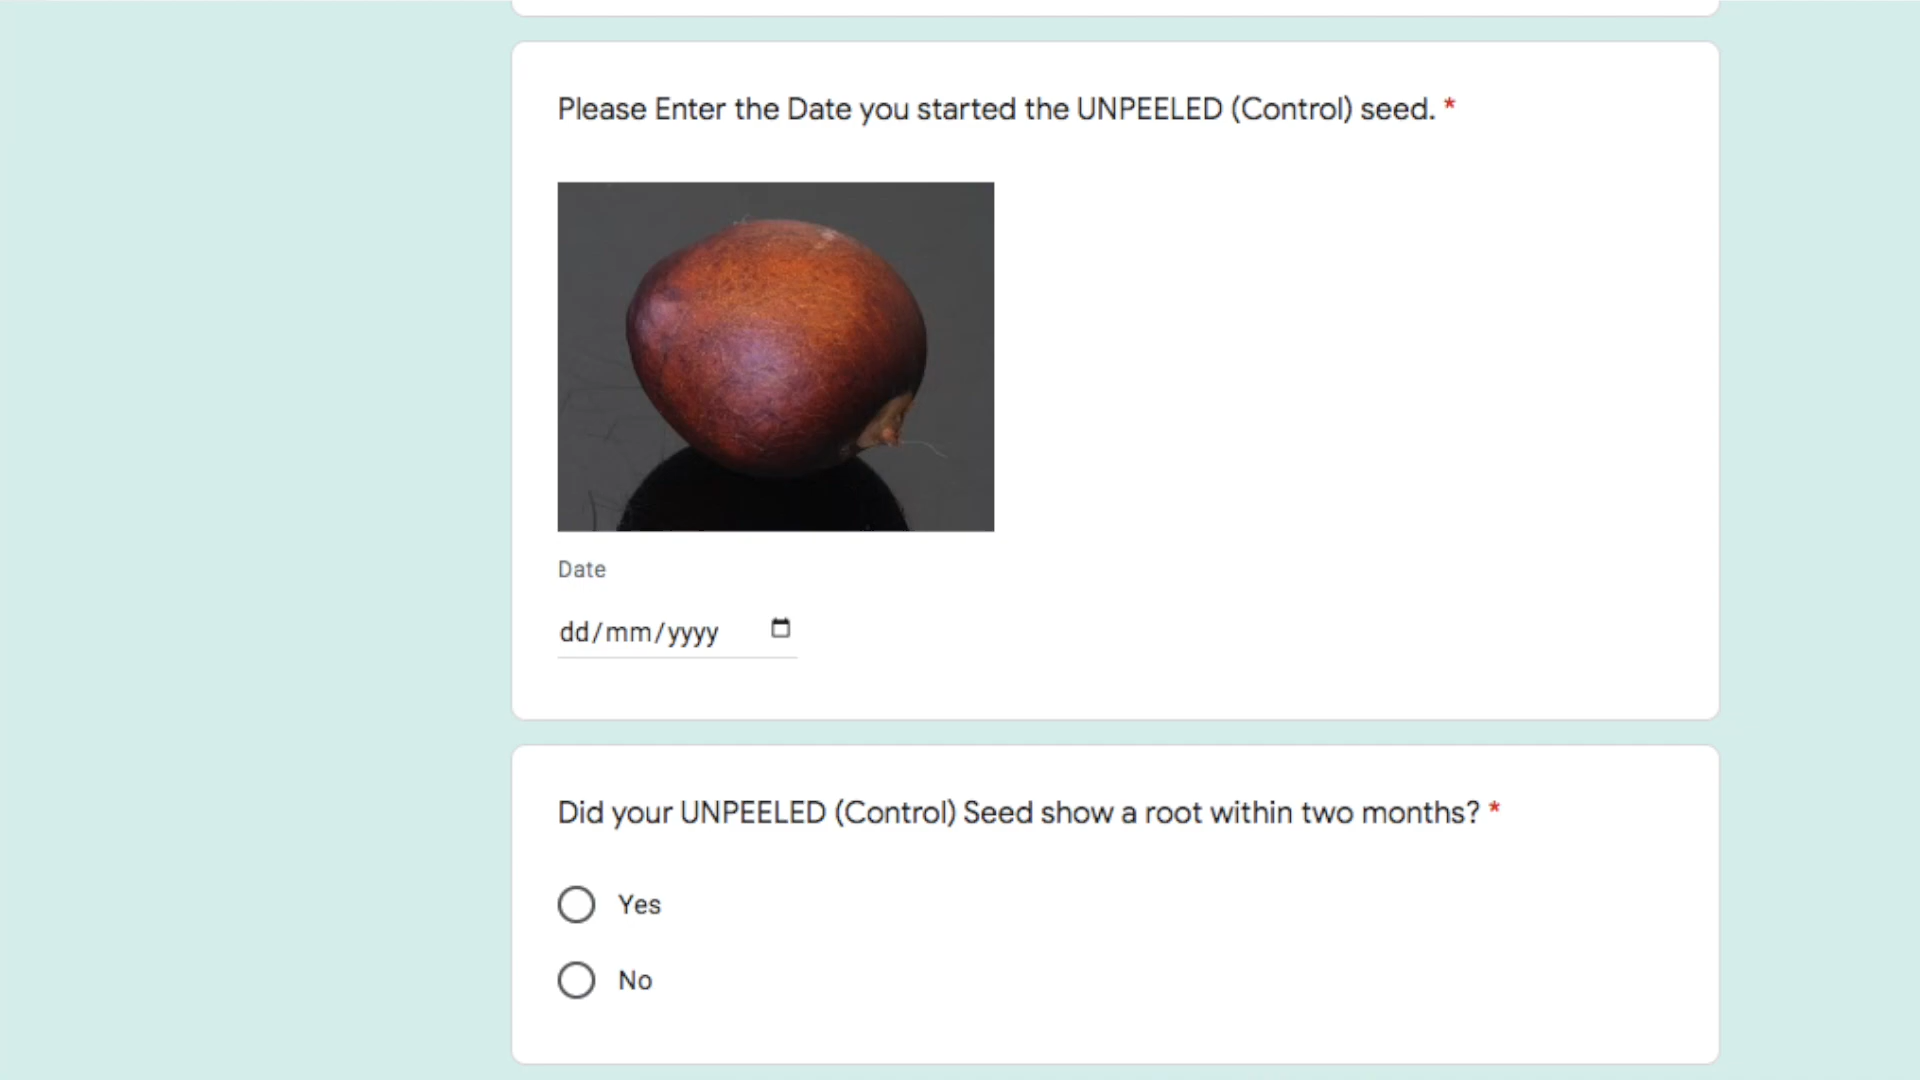 Please Enter the Date you started the UNPEELED (Control) seed. *
Date
dd/mm/yyyy
Did your UNPEELED (Control) Seed show a root within two months? *
Yes
No